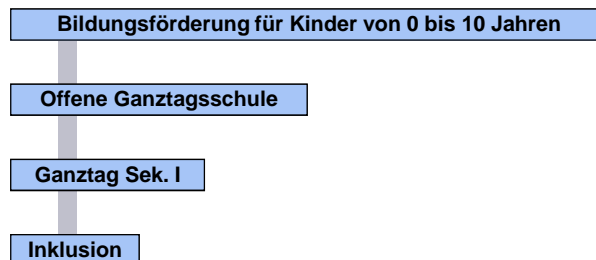 Bildungsförderung für Kinder von 0 bis 10 Jahren
Offene Ganztagsschule
Ganztag Sek. I
Inklusion